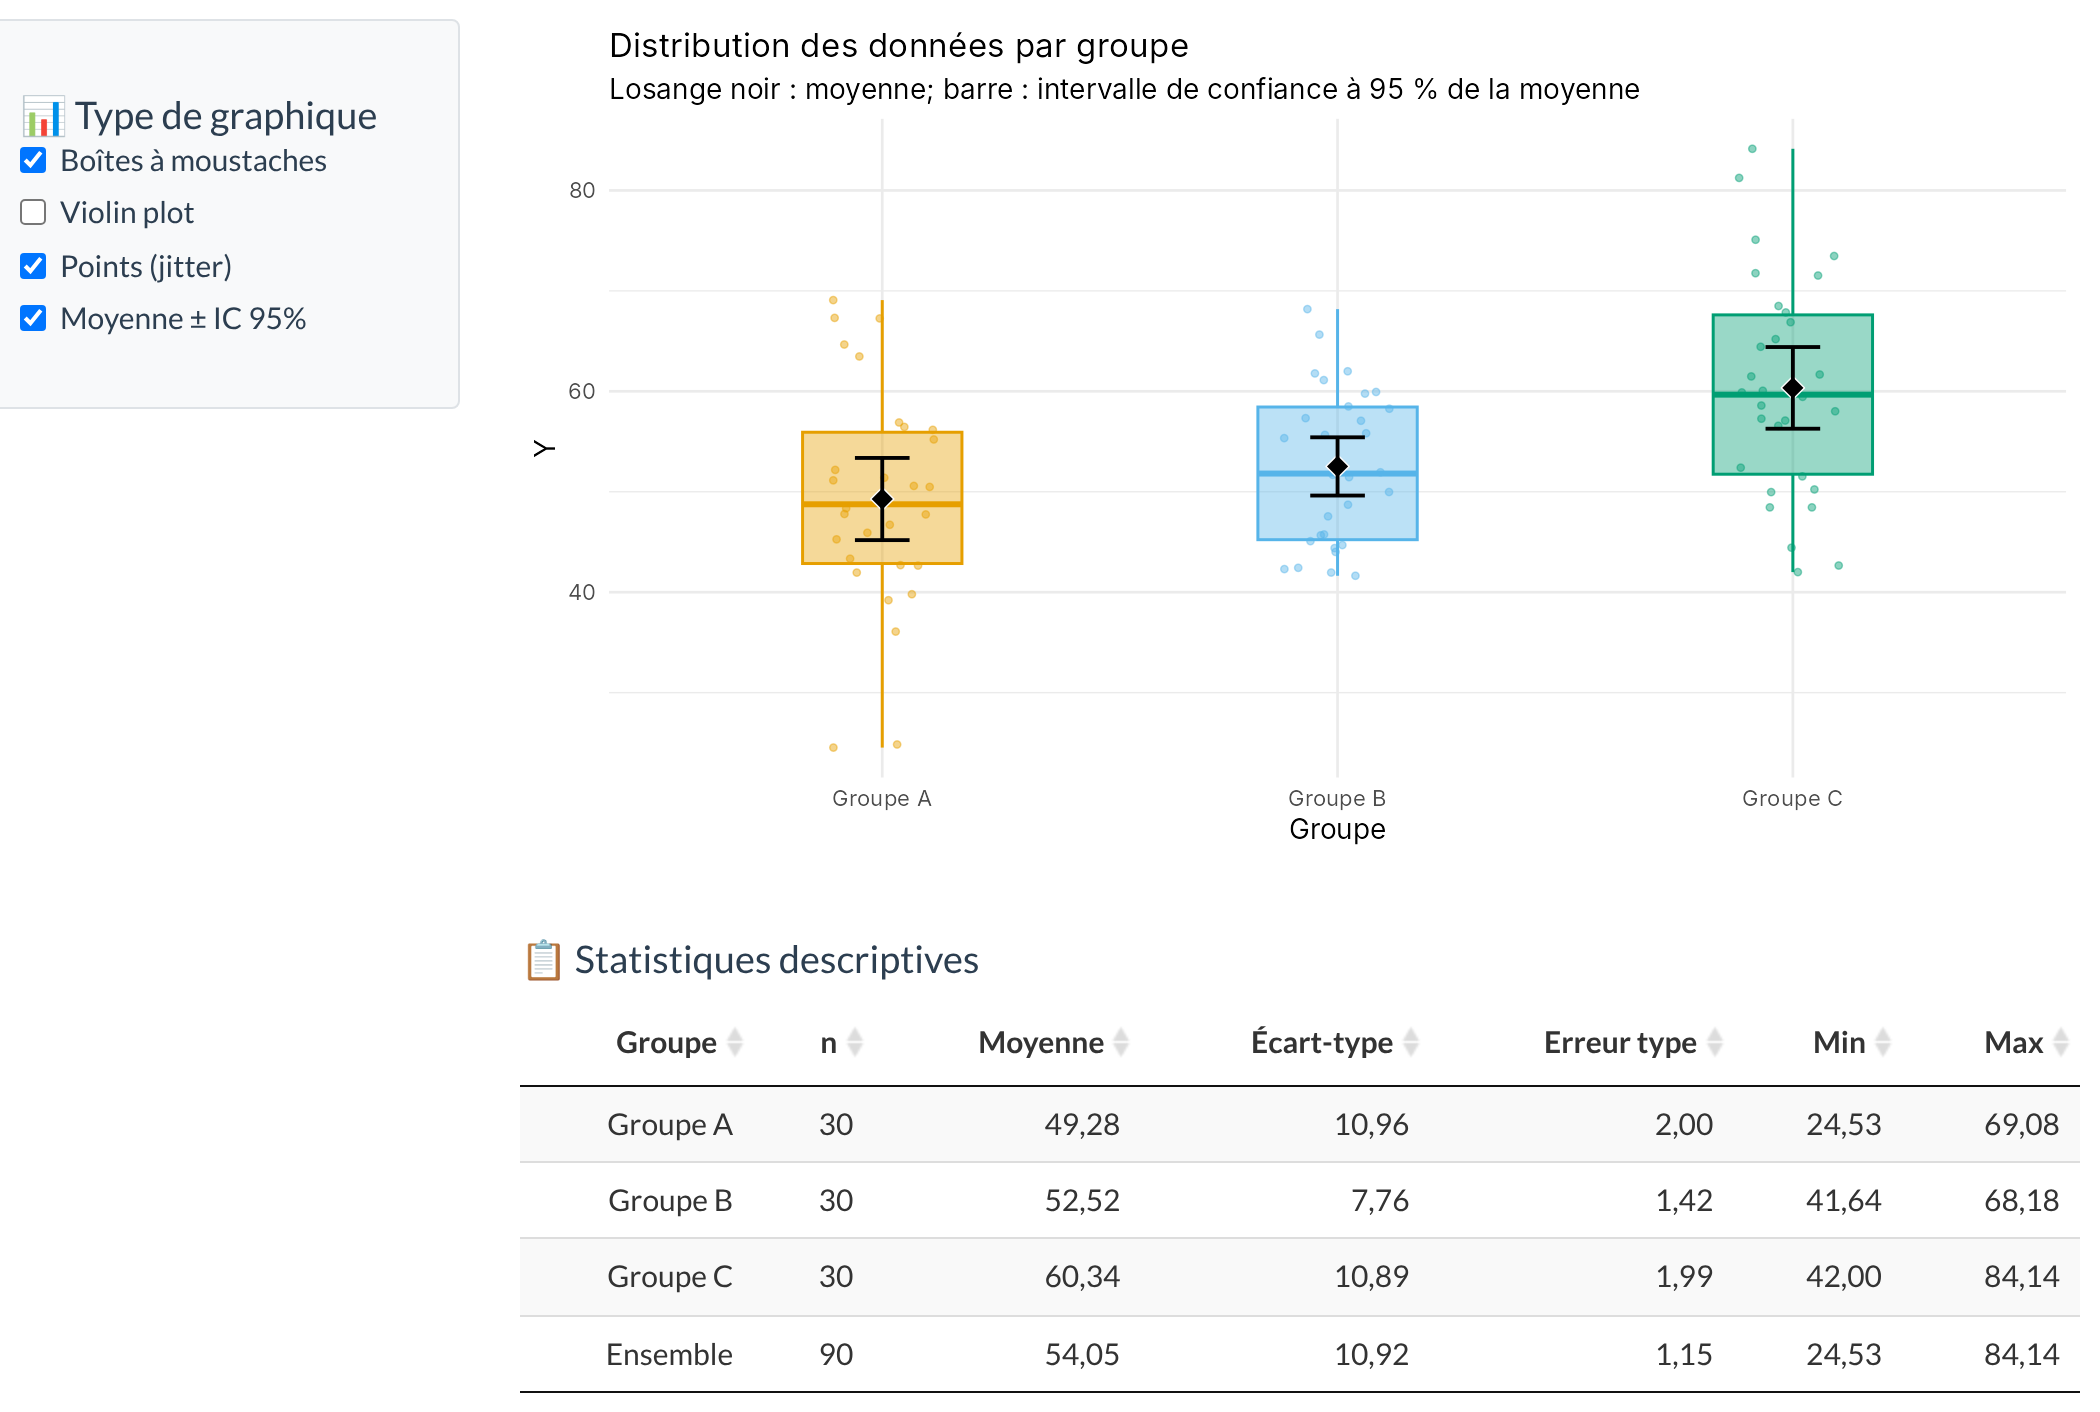 📊 Type de graphique
Boîtes à moustaches
Violin plot
Points (jitter)
Moyenne ± IC 95%
Distribution des données par groupe
Losange noir : moyenne; barre : intervalle de confiance à 95 % de la moyenne
80
60
40
Y
Groupe A Groupe B Groupe C
Groupe
📋 Statistiques descriptives
Groupe n Moyenne Écart-type Erreur type Min Max
Groupe A 30 49,28 10,96 2,00 24,53 69,08
Groupe B 30 52,52 7,76 1,42 41,64 68,18
Groupe C 30 60,34 10,89 1,99 42,00 84,14
Ensemble 90 54,05 10,92 1,15 24,53 84,14